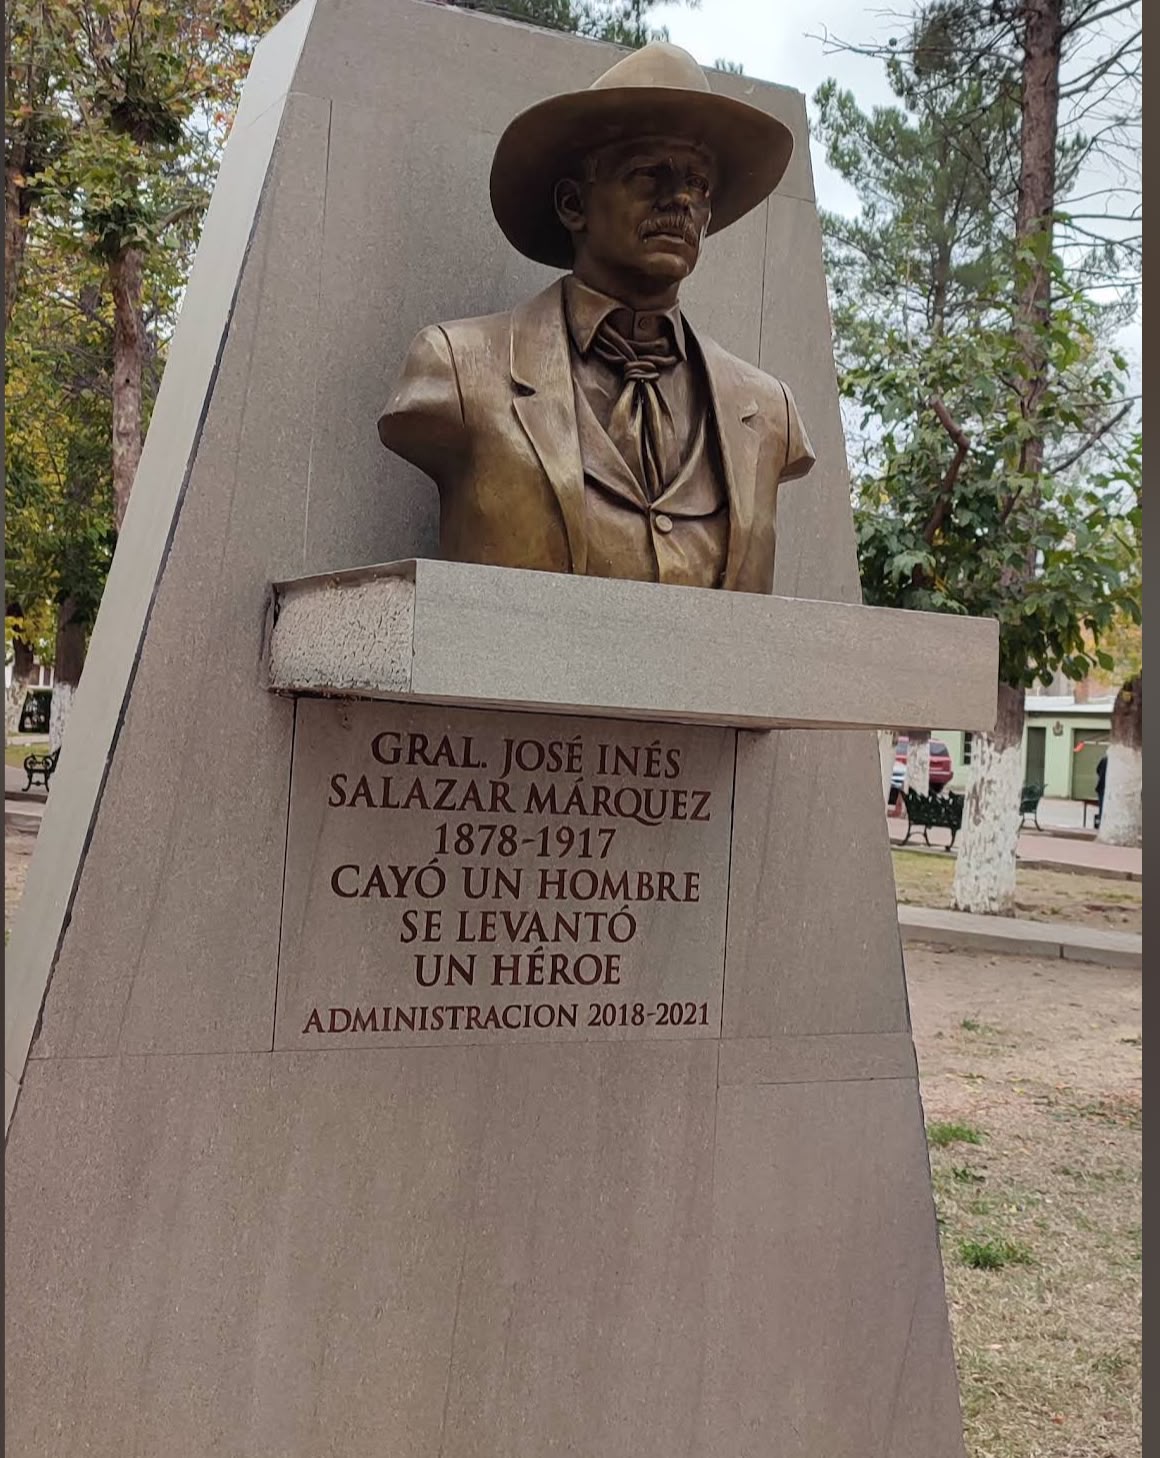 GRAL. JOSÉ INÉS
SALAZAR MÁRQUEZ
1878-1917
CAYÓ UN HOMBRE
SE LEVANTÓ
UN HÉROE
ADMINISTRACION 2018-2021